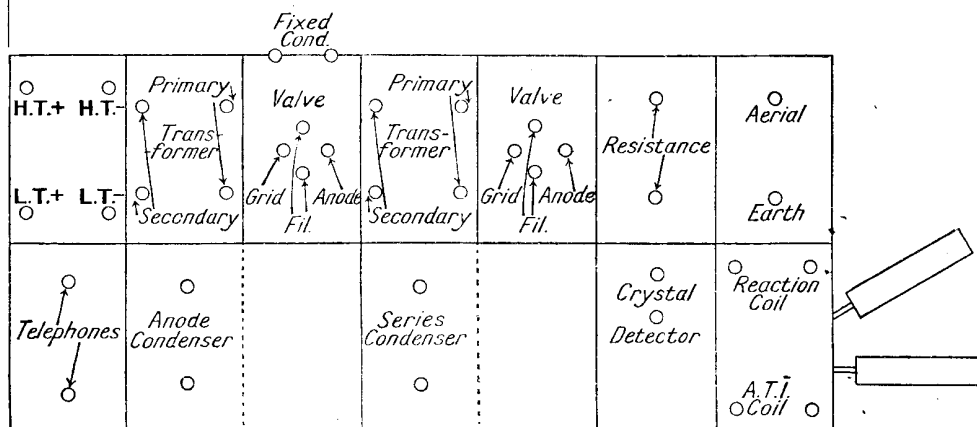 Fixed
Cond.
H.T.+ H.T.-
L.T.+ L.T.-
Primary
Trans-
former
Secondary
Valve
Grid
Anode
Fil.
Primary
Trans-
former
Secondary
Valve
Grid
Anode
Fil.
Resistance
Aerial
Earth
Telephones
Anode
Condenser
Series
Condenser
Crystal
Detector
Reaction
Coil
A.T.I.
Coil